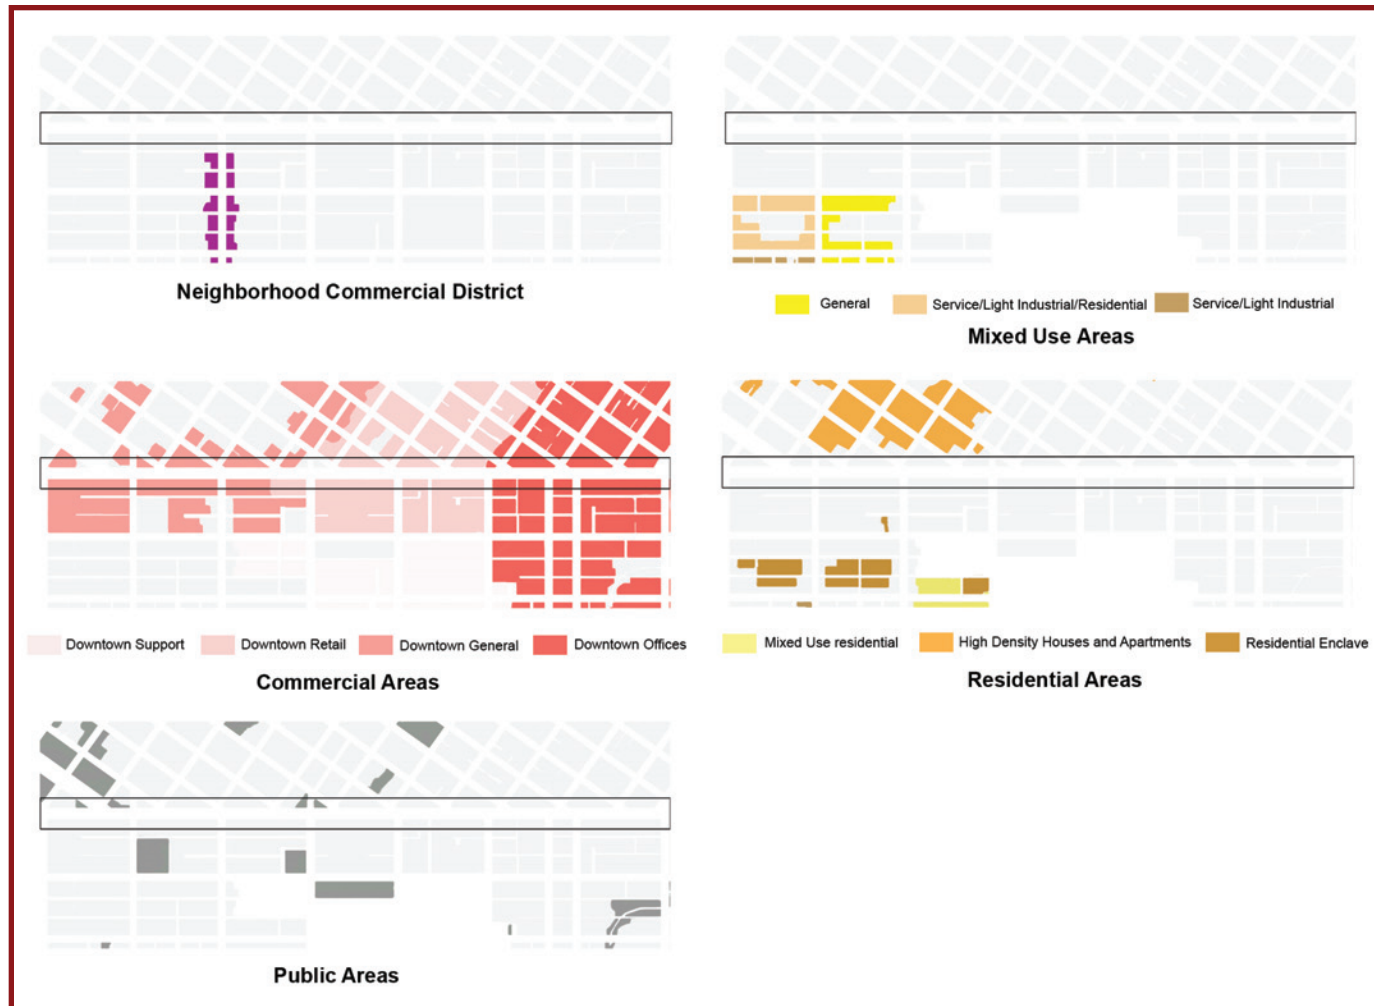 Neighborhood Commercial District
General
Service/Light Industrial/Residential
Service/Light Industrial
Mixed Use Areas
Downtown Support
Downtown Retail
Downtown General
Downtown Offices
Commercial Areas
Mixed Use residential
High Density Houses and Apartments
Residential Enclave
Residential Areas
Public Areas